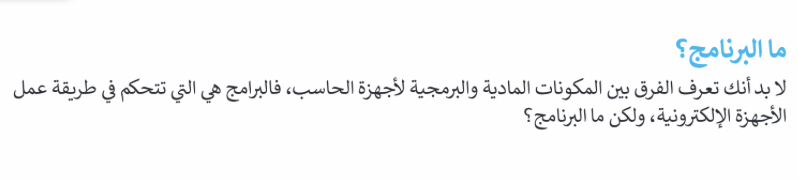 ما البرنامج؟
لا بد أنك تعرف الفرق بين المكونات المادية والبرمجية لأجهزة الحاسب، فالبرامج هي التي تتحكم في طريقة عمل
الأجهزة الإلكترونية، ولكن ما البرنامج؟